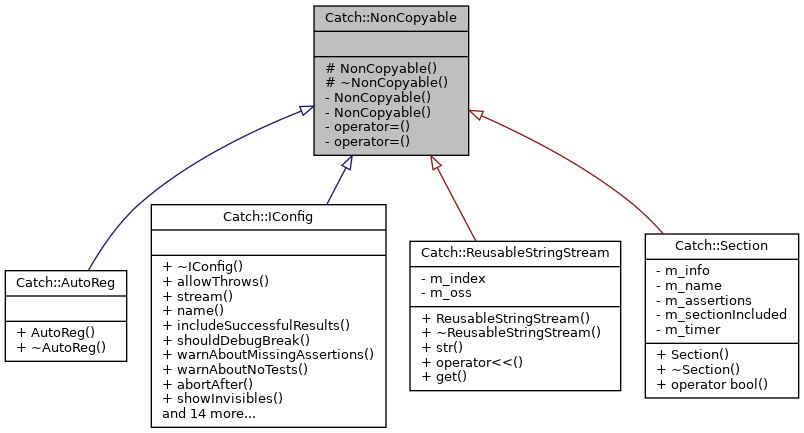 Catch::NonCopyable
# NonCopyable()
# ~NonCopyable()
- NonCopyable()
- NonCopyable()
- operator=()
- operator=()
Catch::AutoReg
+ AutoReg()
+ ~AutoReg()
Catch::IConfig
+ ~IConfig()
+ allowThrows()
+ stream()
+ name()
+ includeSuccessfulResults()
+ shouldDebugBreak()
+ warnAboutMissingAssertions()
+ warnAboutNoTests()
+ abortAfter()
+ showInvisibles()
and 14 more...
Catch::ReusableStringStream
- m_index
- m_oss
+ ReusableStringStream()
+ ~ReusableStringStream()
+ str()
+ operator<<()
+ get()
Catch::Section
- m_info
- m_name
- m_assertions
- m_sectionIncluded
- m_timer
+ Section()
+ ~Section()
+ operator bool()